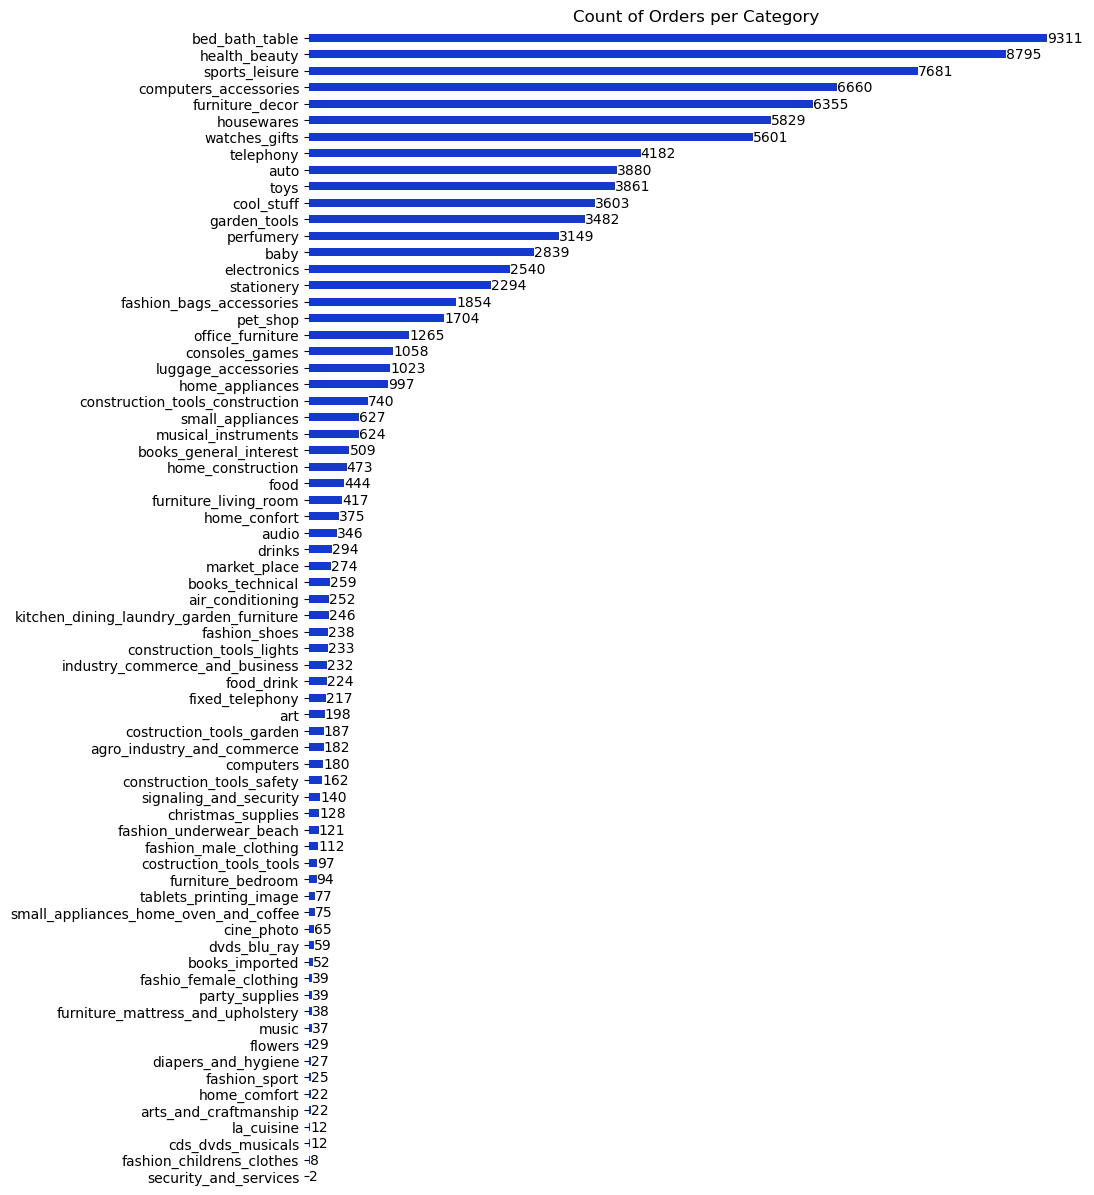 Count of Orders per Category
bed_bath_table 9311
health_beauty 8795
sports_leisure 7681
computers_accessories 6660
furniture_decor 6355
housewares 5829
watches_gifts 5601
telephony 4182
auto 3880
toys 3861
cool_stuff 3603
garden_tools 3482
perfumery 3149
baby 2839
electronics 2540
stationery 2294
fashion_bags_accessories 1854
pet_shop 1704
office_furniture 1265
consoles_games 1058
luggage_accessories 1023
home_appliances 997
construction_tools_construction 740
small_appliances 627
musical_instruments 624
books_general_interest 509
home_construction 473
food 444
furniture_living_room 417
home_confort 375
audio 346
drinks 294
market_place 274
books_technical 259
air_conditioning 252
kitchen_dining_laundry_garden_furniture 246
fashion_shoes 238
construction_tools_lights 233
industry_commerce_and_business 232
food_drink 224
fixed_telephony 217
art 198
costruction_tools_garden 187
agro_industry_and_commerce 182
computers 180
construction_tools_safety 162
signaling_and_security 140
christmas_supplies 128
fashion_underwear_beach 121
fashion_male_clothing 112
costruction_tools_tools 97
furniture_bedroom 94
tablets_printing_image 77
small_appliances_home_oven_and_coffee 75
cine_photo 65
dvds_blu_ray 59
books_imported 52
fashio_female_clothing 39
party_supplies 39
furniture_mattress_and_upholstery 38
music 37
flowers 29
diapers_and_hygiene 27
fashion_sport 25
home_comfort 22
arts_and_craftmanship 22
la_cuisine 12
cds_dvds_musicals 12
fashion_childrens_clothes 8
security_and_services 2